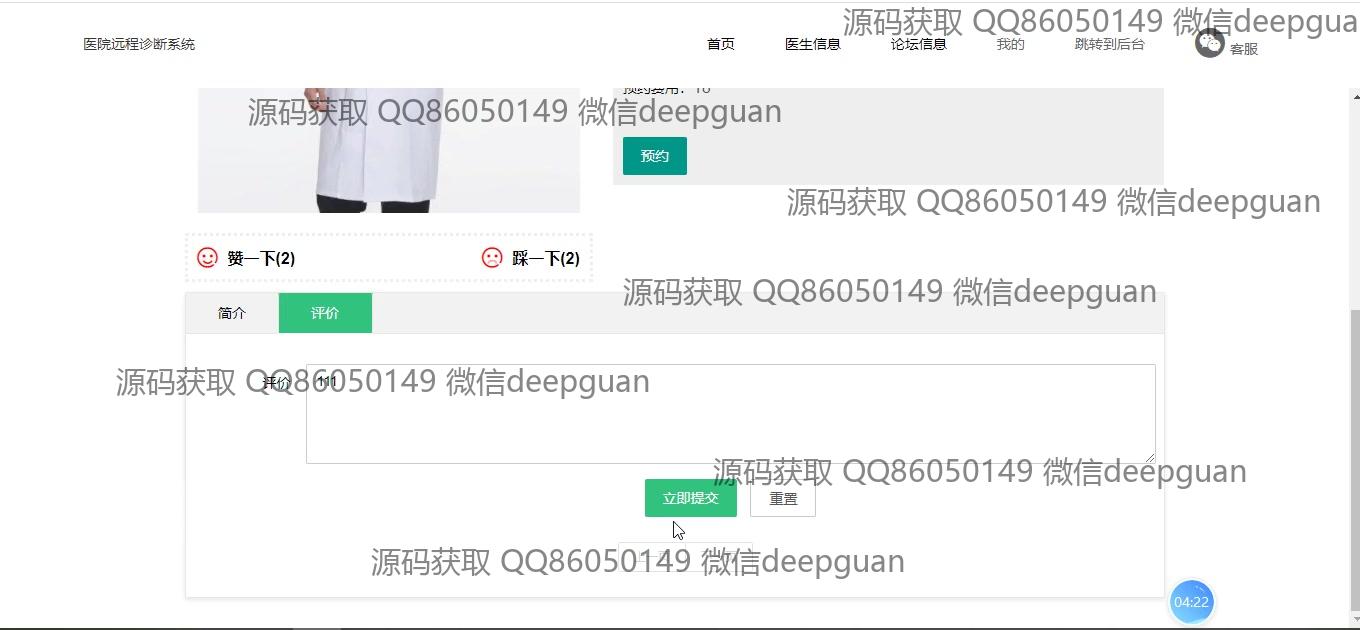 源码获取 QQ86050149 微信deepgua
医院远程诊断系统 首页 医生信息 论坛信息 我的 跳转到后台 客服
预约费用：10
源码获取 QQ86050149 微信deepguan
预约
源码获取 QQ86050149 微信deepguan
赞一下(2) 踩一下(2)
源码获取 QQ86050149 微信deepguan
简介 评价
源码获取 QQ86050149 微信deepguan
评价 111
源码获取 QQ86050149 微信deepguan
立即提交 重置
源码获取 QQ86050149 微信deepguan
04:22